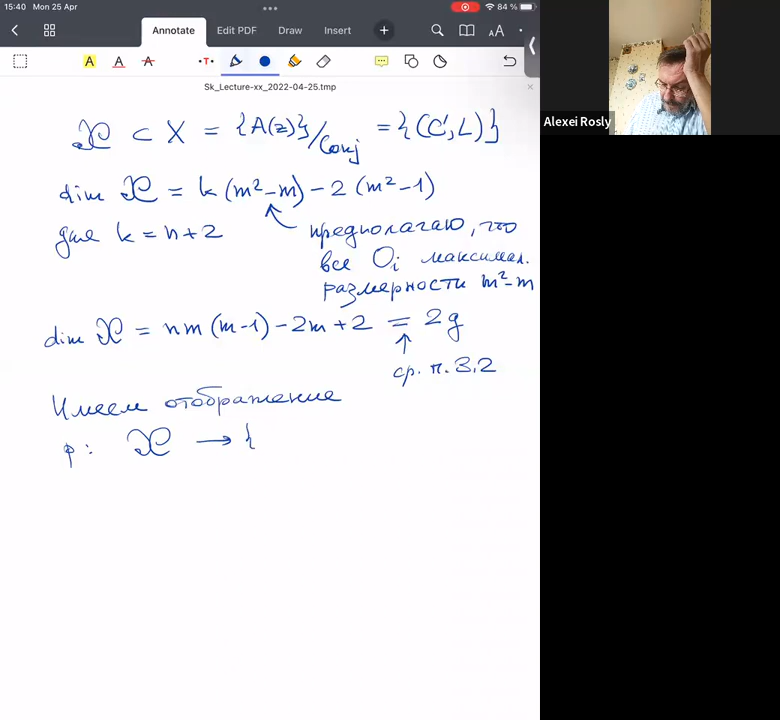 15:40 Mon 25 Apr
84 %
Annotate Edit PDF Draw Insert
AA
A A A T
Sk_Lecture-xx_2022-04-25.tmp
Alexei Rosly
𝒳 ⊂ X = {A(z)}/Conj = {(C, L)}
dim 𝒳 = k(m²-m) - 2(m²-1)
для k = n+2
предполагаю, что
все Oᵢ максимал.
размерности m²-m
dim 𝒳 = nm(m-1) - 2m + 2 = 2g
ср. п. 3.2
Имеем отображение
p: 𝒳 → {